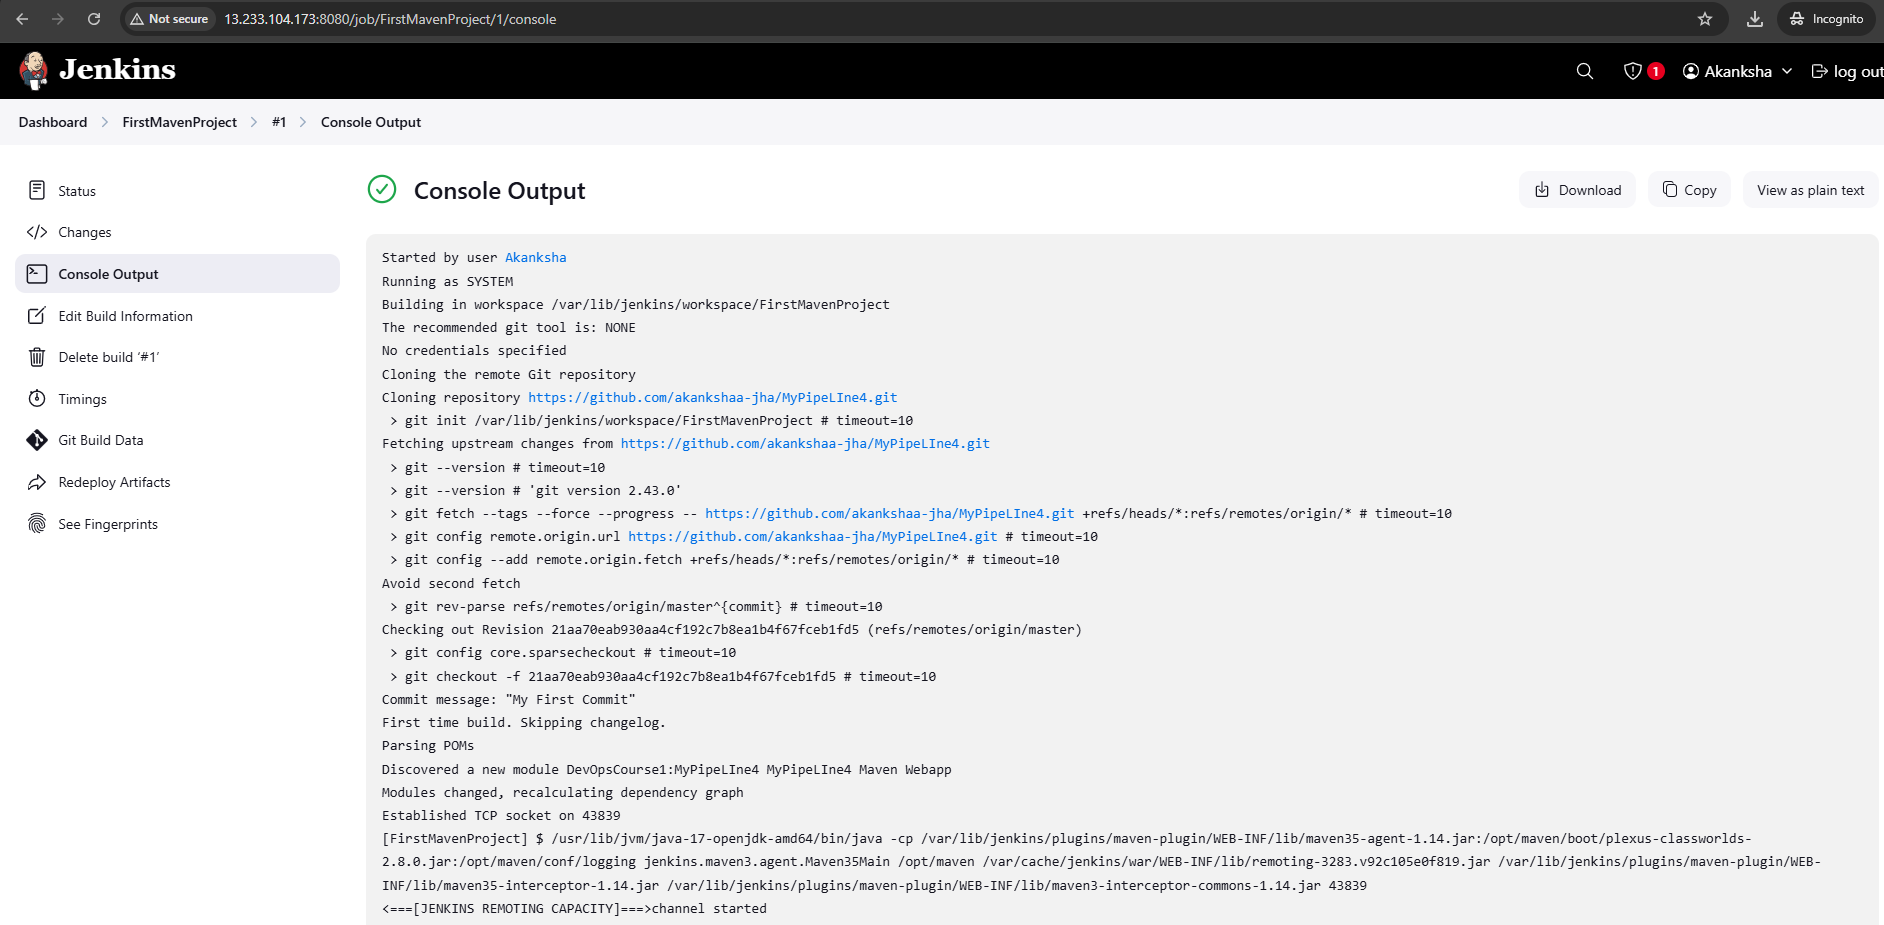 Not secure 13.233.104.173:8080/job/FirstMavenProject/1/console Incognito
Jenkins 1 Akanksha log out
Dashboard FirstMavenProject #1 Console Output
Status
Changes
Console Output
Edit Build Information
Delete build ‘#1’
Timings
Git Build Data
Redeploy Artifacts
See Fingerprints
Console Output
Download Copy View as plain text
Started by user Akanksha
Running as SYSTEM
Building in workspace /var/lib/jenkins/workspace/FirstMavenProject
The recommended git tool is: NONE
No credentials specified
Cloning the remote Git repository
Cloning repository https://github.com/akankshaa-jha/MyPipeLIne4.git
> git init /var/lib/jenkins/workspace/FirstMavenProject # timeout=10
Fetching upstream changes from https://github.com/akankshaa-jha/MyPipeLIne4.git
> git --version # timeout=10
> git --version # 'git version 2.43.0'
> git fetch --tags --force --progress -- https://github.com/akankshaa-jha/MyPipeLIne4.git +refs/heads/*:refs/remotes/origin/* # timeout=10
> git config remote.origin.url https://github.com/akankshaa-jha/MyPipeLIne4.git # timeout=10
> git config --add remote.origin.fetch +refs/heads/*:refs/remotes/origin/* # timeout=10
Avoid second fetch
> git rev-parse refs/remotes/origin/master^{commit} # timeout=10
Checking out Revision 21aa70eab930aa4cf192c7b8ea1b4f67fceb1fd5 (refs/remotes/origin/master)
> git config core.sparsecheckout # timeout=10
> git checkout -f 21aa70eab930aa4cf192c7b8ea1b4f67fceb1fd5 # timeout=10
Commit message: "My First Commit"
First time build. Skipping changelog.
Parsing POMs
Discovered a new module DevOpsCourse1:MyPipeLIne4 MyPipeLIne4 Maven Webapp
Modules changed, recalculating dependency graph
Established TCP socket on 43839
[FirstMavenProject] $ /usr/lib/jvm/java-17-openjdk-amd64/bin/java -cp /var/lib/jenkins/plugins/maven-plugin/WEB-INF/lib/maven35-agent-1.14.jar:/opt/maven/boot/plexus-classworlds-
2.8.0.jar:/opt/maven/conf/logging jenkins.maven3.agent.Maven35Main /opt/maven /var/cache/jenkins/war/WEB-INF/lib/remoting-3283.v92c105e0f819.jar /var/lib/jenkins/plugins/maven-plugin/WEB-
INF/lib/maven35-interceptor-1.14.jar /var/lib/jenkins/plugins/maven-plugin/WEB-INF/lib/maven3-interceptor-commons-1.14.jar 43839
<===[JENKINS REMOTING CAPACITY]===>channel started